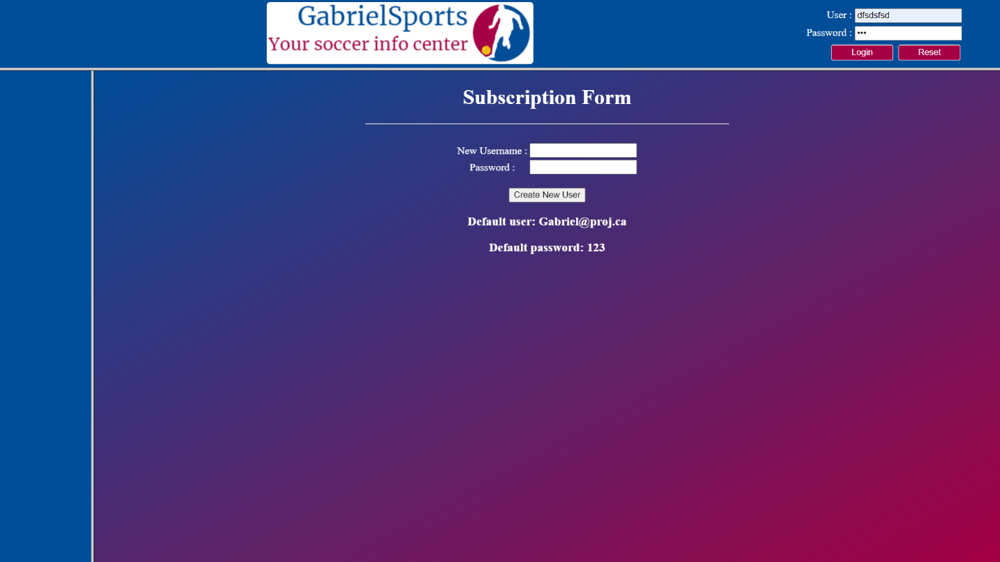 GabrielSports
Your soccer info center
User : dfsdsfsd
Password : •••
Login Reset
Subscription Form
New Username :
Password :
Create New User
Default user: Gabriel@proj.ca
Default password: 123